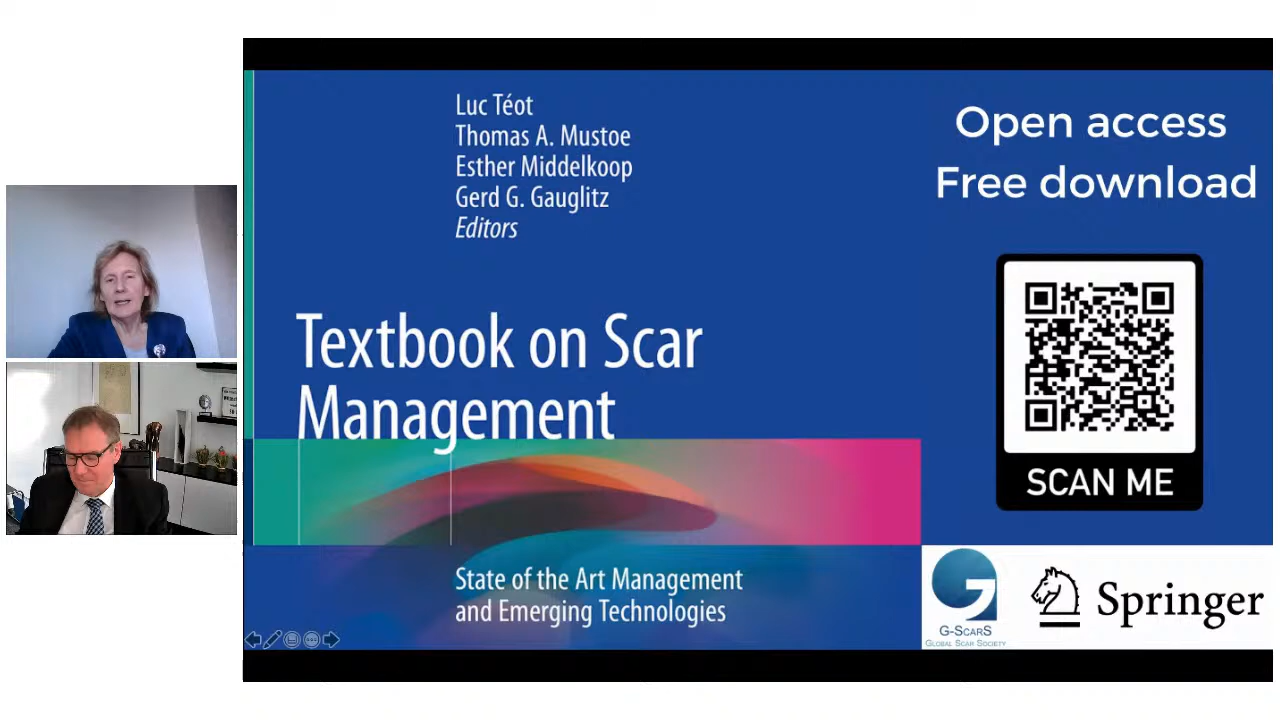 Luc Téot
Thomas A. Mustoe
Esther Middelkoop
Gerd G. Gauglitz
Editors
Textbook on Scar
Management
State of the Art Management
and Emerging Technologies
Open access
Free download
SCAN ME
G-SCARS
GLOBAL SCAR SOCIETY
Springer